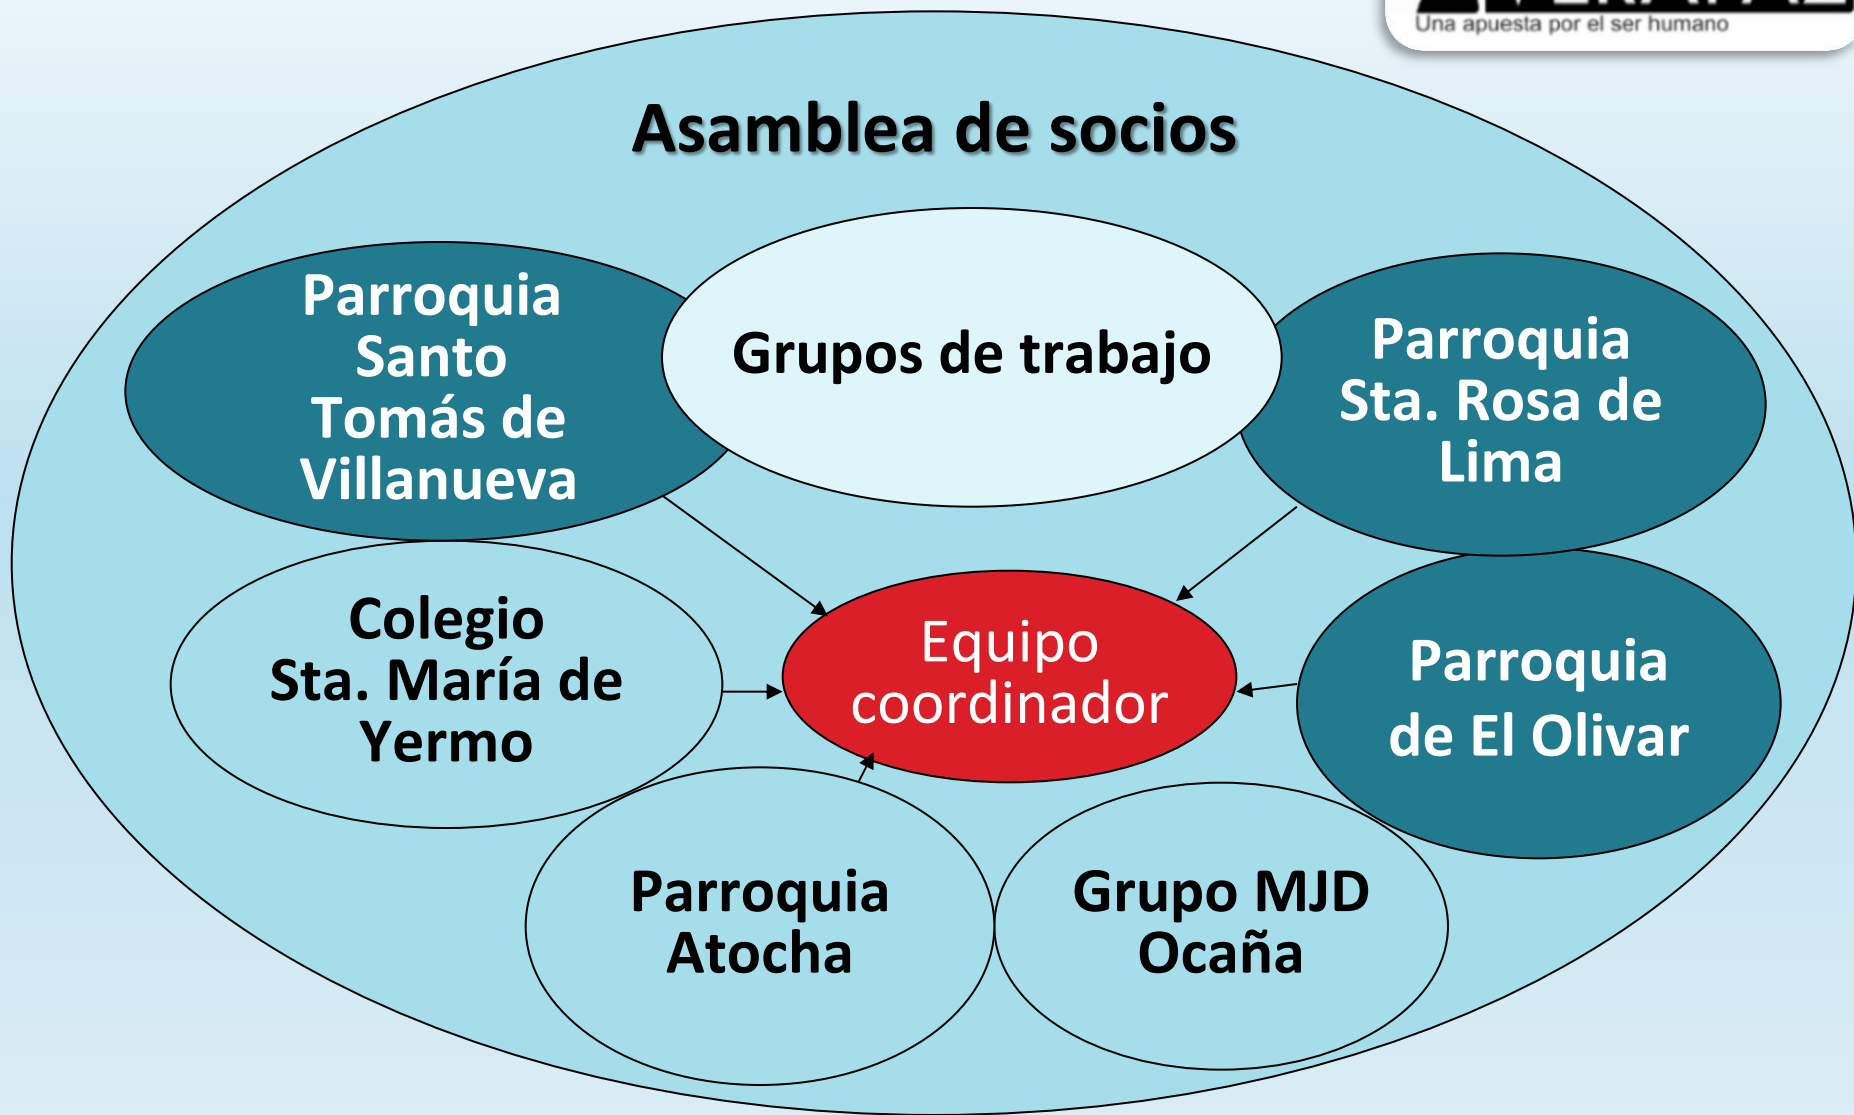 Una apuesta por el ser humano
Asamblea de socios
Parroquia
Santo
Tomás de
Villanueva
Grupos de trabajo
Parroquia
Sta. Rosa de
Lima
Colegio
Sta. María de
Yermo
Equipo
coordinador
Parroquia
de El Olivar
Parroquia
Atocha
Grupo MJD
Ocaña